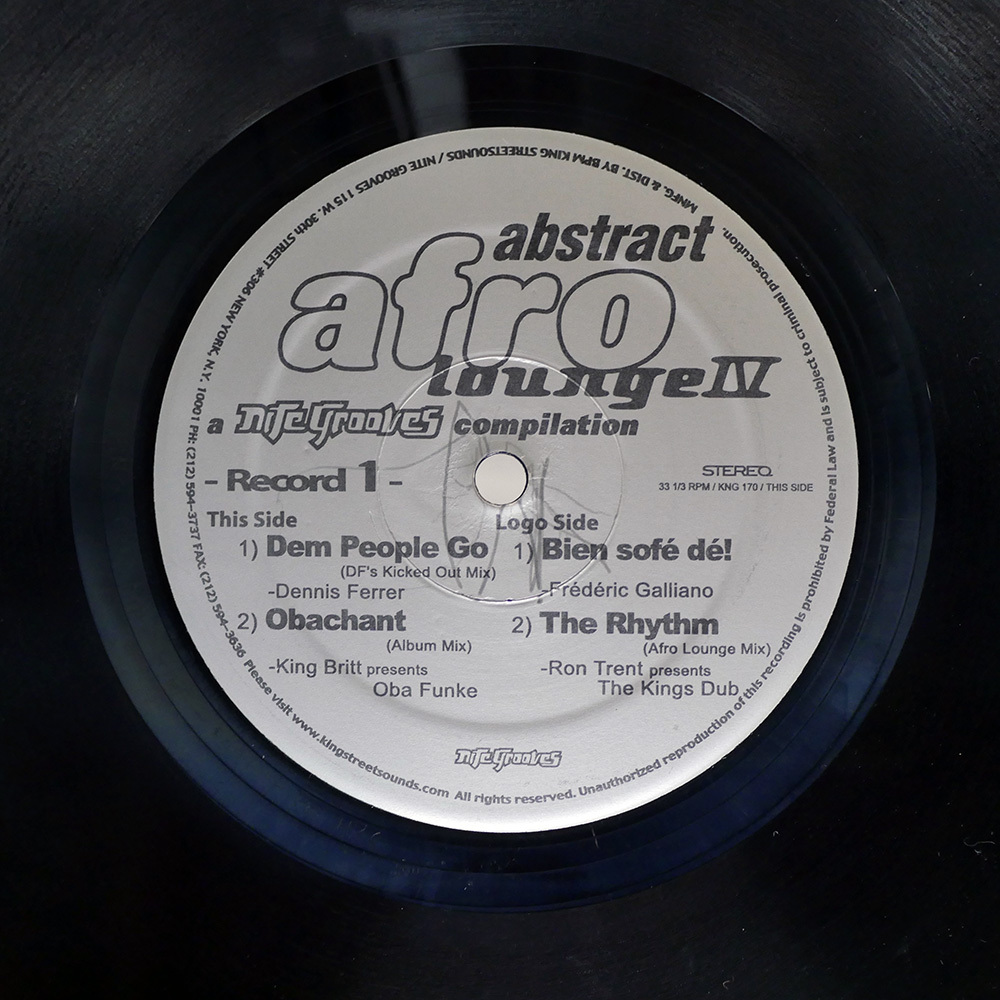 abstract
afro
lounge IV
a nite grooves compilation
- Record 1 -
STEREO
33 1/3 RPM / KNG 170 / THIS SIDE
This Side
1) Dem People Go
(DF's Kicked Out Mix)
-Dennis Ferrer
2) Obachant
(Album Mix)
-King Britt presents
Oba Funke
Logo Side
1) Bien sofé dé!
-Frédéric Galliano
2) The Rhythm
(Afro Lounge Mix)
-Ron Trent presents
The Kings Dub
nite grooves
MNFG. & DIST. BY BPM KING STREETSOUNDS / NITE GROOVES 115 W. 30th STREET #306 NEW YORK, N.Y. 10001 PH: (212) 594-3737 FAX: (212) 594-3636 Please visit www.kingstreetsounds.com All rights reserved. Unauthorized reproduction of this recording is prohibited by Federal Law and is subject to criminal prosecution.